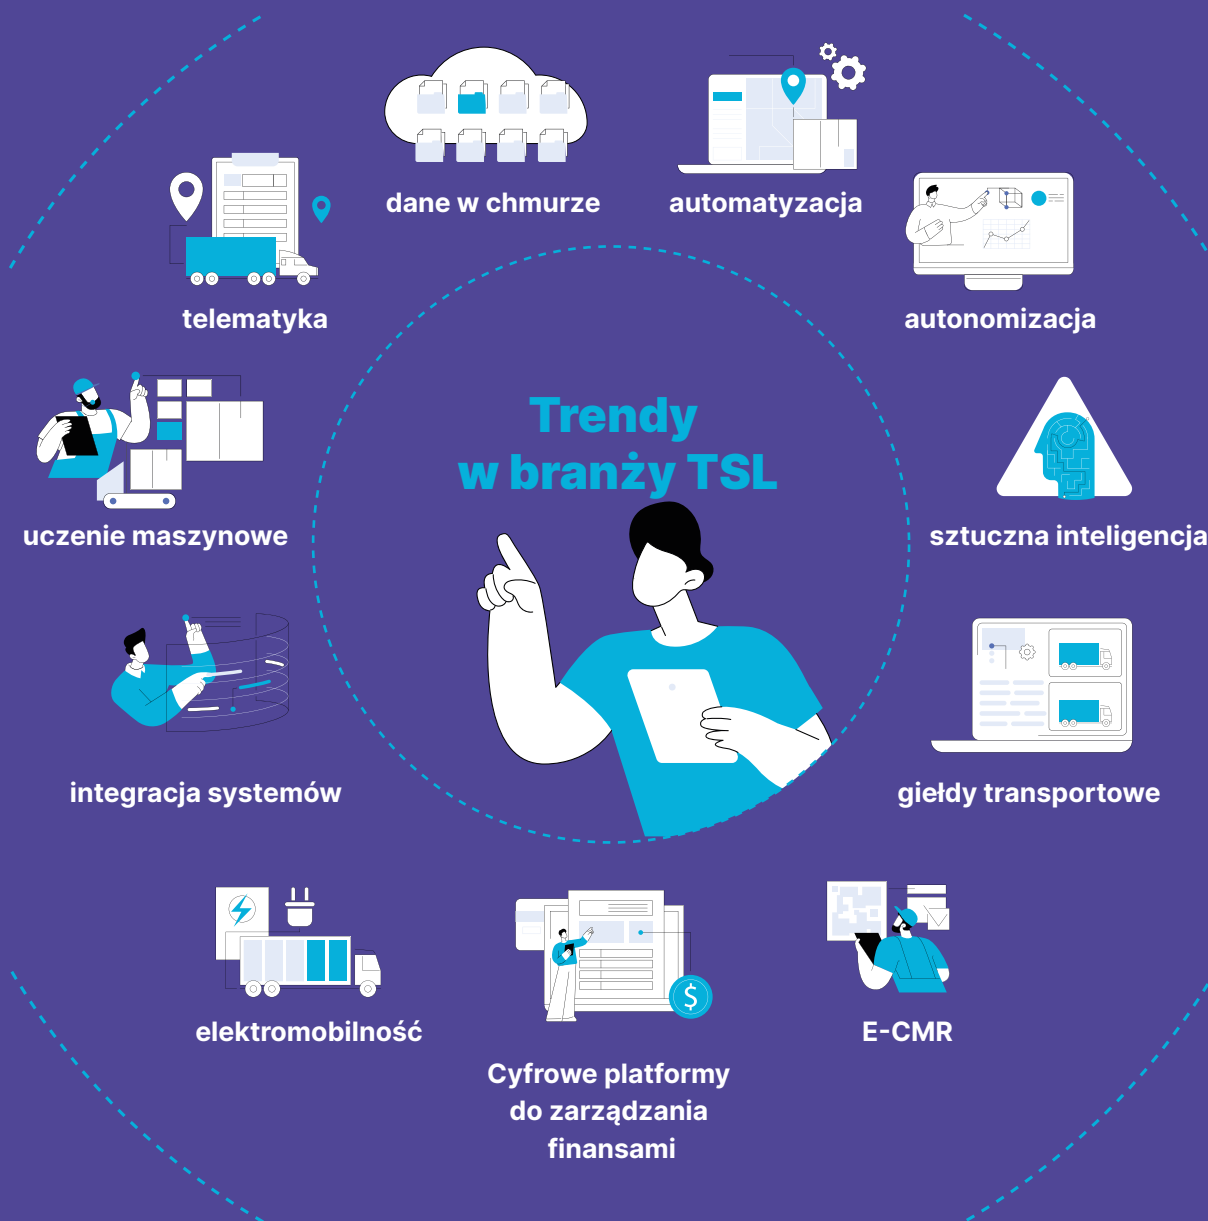 dane w chmurze
automatyzacja
telematyka
autonomizacja
Trendy
w branży TSL
uczenie maszynowe
sztuczna inteligencja
integracja systemów
giełdy transportowe
elektromobilność
E-CMR
Cyfrowe platformy
do zarządzania
finansami
$